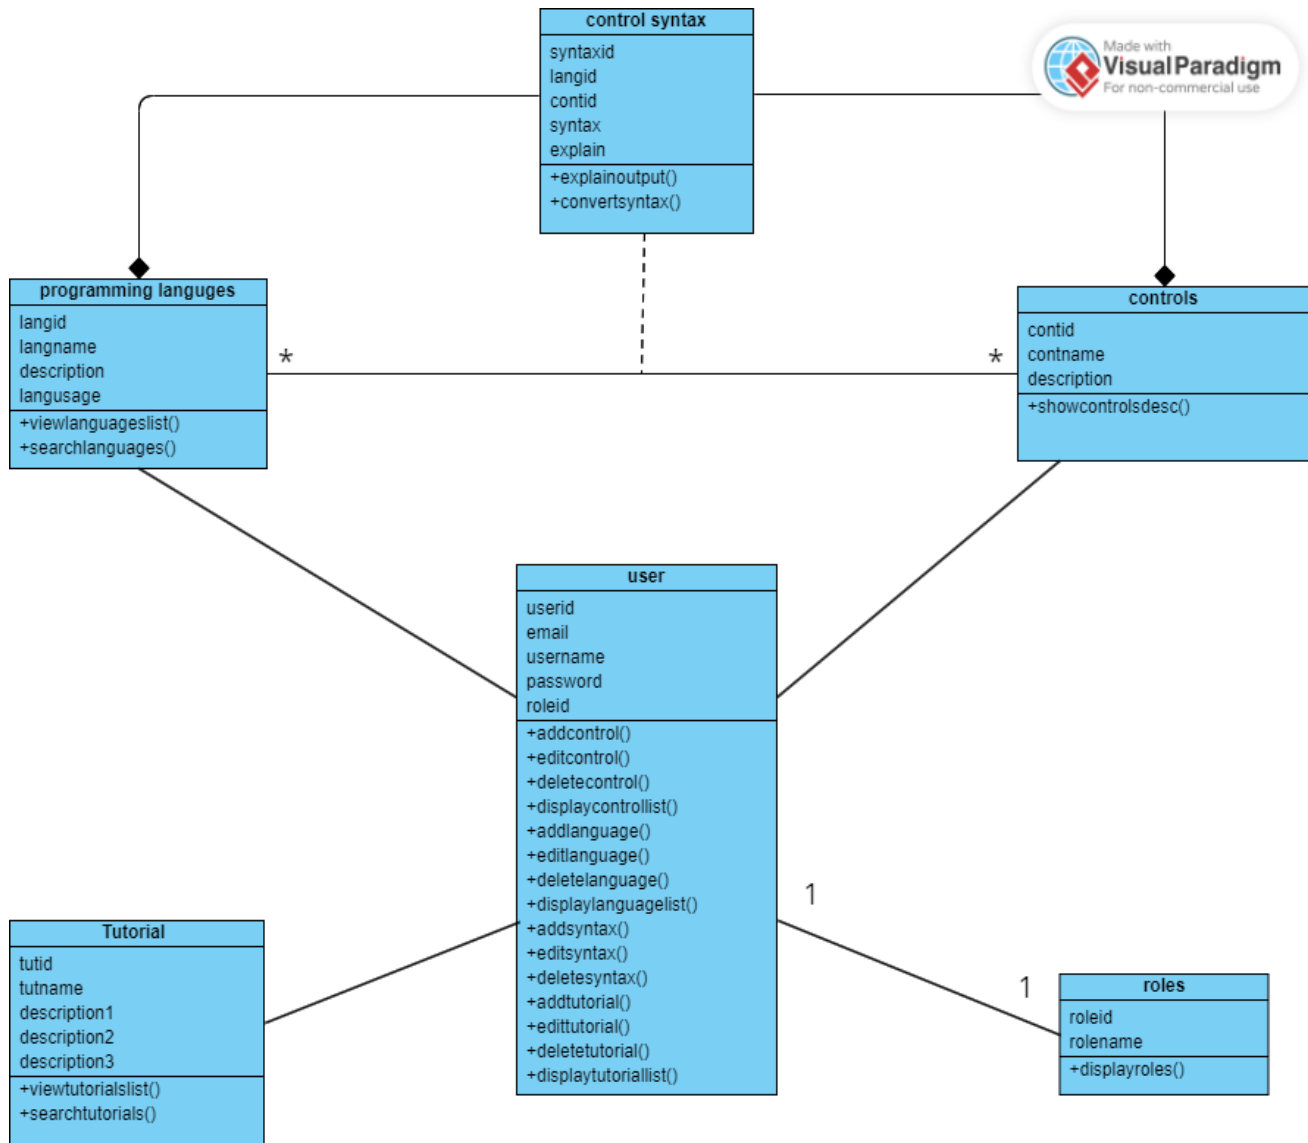 control syntax
syntaxid
langid
contid
syntax
explain
+explainoutput()
+convertsyntax()
Made with
Visual Paradigm
For non-commercial use
programming languges
langid
langname
description
langusage
+viewlanguageslist()
+searchlanguages()
*
*
controls
contid
contname
description
+showcontrolsdesc()
user
userid
email
username
password
roleid
+addcontrol()
+editcontrol()
+deletecontrol()
+displaycontrollist()
+addlanguage()
+editlanguage()
+deletelanguage()
+displaylanguagelist()
+addsyntax()
+editsyntax()
+deletesyntax()
+addtutorial()
+edittutorial()
+deletetutorial()
+displaytutoriallist()
1
1
Tutorial
tutid
tutname
description1
description2
description3
+viewtutorialslist()
+searchtutorials()
roles
roleid
rolename
+displayroles()